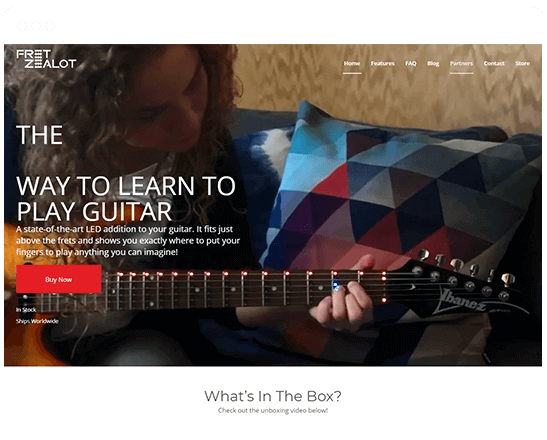 FRET
ZEALOT
Home Features FAQ Blog Partners Contact Store
THE
WAY TO LEARN TO
PLAY GUITAR
A state-of-the-art LED addition to your guitar. It fits just
above the frets and shows you exactly where to put your
fingers to play anything you can imagine!
Buy Now
In Stock
Ships Worldwide
Ibanez
What's In The Box?
Check out the unboxing video below!